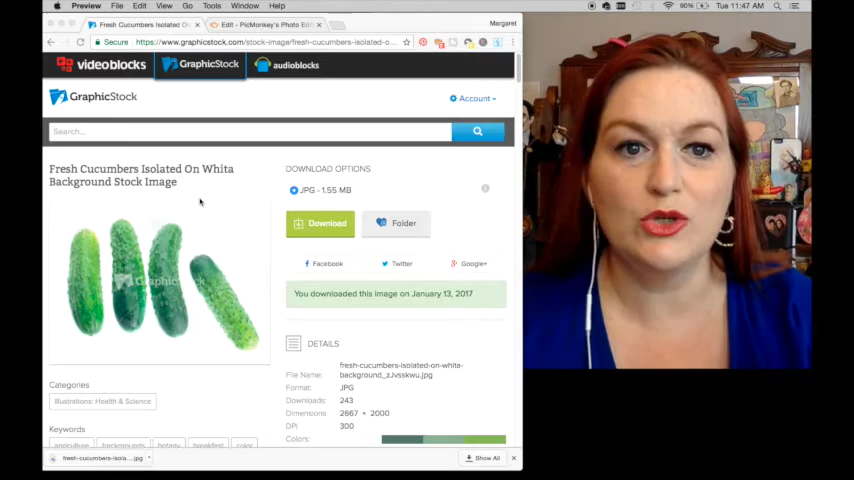 Preview File Edit View Go Tools Window Help
90% Tue 11:47 AM
Fresh Cucumbers Isolated On
Edit - PicMonkey's Photo Edi
Margaret
Secure https://www.graphicstock.com/stock-image/fresh-cucumbers-isolated-o...
videoblocks GraphicStock audioblocks
GraphicStock
Account
Search...
Fresh Cucumbers Isolated On Whita
Background Stock Image
GraphicStock
DOWNLOAD OPTIONS
JPG - 1.55 MB
Download Folder
Facebook Twitter Google+
You downloaded this image on January 13, 2017
DETAILS
File Name: fresh-cucumbers-isolated-on-whita-
background_zJvsskwu.jpg
Format: JPG
Downloads: 243
Dimensions 2667 × 2000
DPI 300
Colors:
Categories
Illustrations: Health & Science
Keywords
agriculture backgrounds botany breakfast color
fresh-cucumbers-isola....jpg
Show All